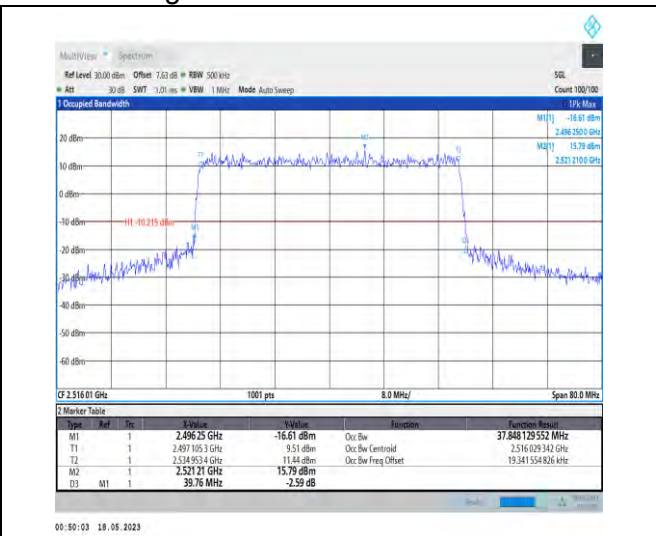 MultiView Spectrum
Ref Level 30.00 dBm Offset 7.63 dB RBW 500 kHz SGL
Att 30 dB SWT 1.01 ms VBW 1 MHz Mode Auto Sweep Count 100/100
1 Occupied Bandwidth 1Pk Max
M1[1] -16.61 dBm
2.496 2500 GHz
M2[1] 15.79 dBm
2.521 2100 GHz
20 dBm
10 dBm
0 dBm
-10 dBm
H1 -10.215 dBm
-20 dBm
-30 dBm
-40 dBm
-50 dBm
-60 dBm
M2
T2
M1
CF 2.516 01 GHz 1001 pts 8.0 MHz/ Span 80.0 MHz
2 Marker Table
Type Ref Trc X-Value Y-Value Function Function Result
M1 1 2.496 25 GHz -16.61 dBm Occ Bw 37.848 129 552 MHz
T1 1 2.497 105 3 GHz 9.51 dBm Occ Bw Centroid 2.516 029 342 GHz
T2 1 2.534 953 4 GHz 11.44 dBm Occ Bw Freq Offset 19.341 554 826 kHz
M2 1 2.521 21 GHz 15.79 dBm
D3 M1 1 39.76 MHz -2.59 dB
00:50:03 18.05.2023